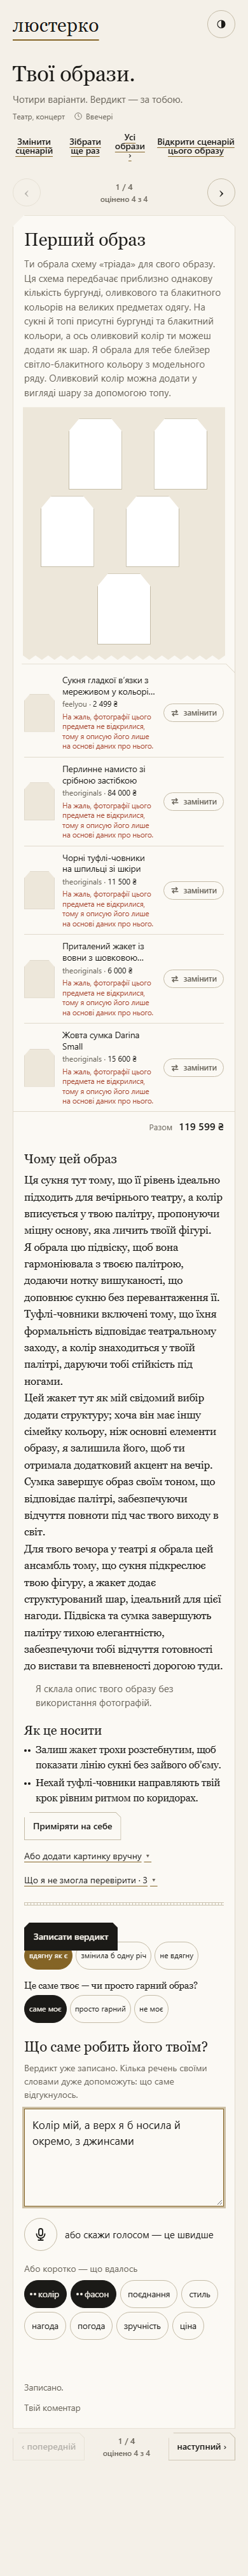 люстерко
Твої образи.
Чотири варіанти. Вердикт — за тобою.
Театр, концерт Ввечері
Змінити сценарій
Зібрати ще раз
Усі образи ›
Відкрити сценарій цього образу
‹
1 / 4
оцінено 4 з 4
›
Перший образ
Ти обрала схему «тріада» для свого образу.
Ця схема передбачає приблизно однакову
кількість бургунді, оливкового та блакитного
кольорів на великих предметах одягу. На
сукні й топі присутні бургунді та блакитний
кольори, а ось оливковий колір ти можеш
додати як шар. Я обрала для тебе блейзер
світло-блакитного кольору з модельного
ряду. Оливковий колір можна додати у
вигляді шару за допомогою топу.
Сукня гладкої в'язки з
мереживом у кольорі…
feelyou · 2 499 ₴
На жаль, фотографії цього
предмета не відкрилися,
тому я описую його лише
на основі даних про нього.
⇄ замінити
Перлинне намисто зі
срібною застібкою
theoriginals · 84 000 ₴
На жаль, фотографії цього
предмета не відкрилися,
тому я описую його лише
на основі даних про нього.
⇄ замінити
Чорні туфлі-човники
на шпильці зі шкіри
theoriginals · 11 500 ₴
На жаль, фотографії цього
предмета не відкрилися,
тому я описую його лише
на основі даних про нього.
⇄ замінити
Приталений жакет із
вовни з шовковою…
theoriginals · 6 000 ₴
На жаль, фотографії цього
предмета не відкрилися,
тому я описую його лише
на основі даних про нього.
⇄ замінити
Жовта сумка Darina
Small
theoriginals · 15 600 ₴
На жаль, фотографії цього
предмета не відкрилися,
тому я описую його лише
на основі даних про нього.
⇄ замінити
Разом 119 599 ₴
Чому цей образ
Ця сукня тут тому, що її рівень ідеально
підходить для вечірнього театру, а колір
вписується у твою палітру, пропонуючи
міцну основу, яка личить твоїй фігурі.
Я обрала цю підвіску, щоб вона
гармоніювала з твоєю палітрою,
додаючи нотку вишуканості, що
доповнює сукню без перевантаження її.
Туфлі-човники включені тому, що їхня
формальність відповідає театральному
заходу, а колір знаходиться у твоїй
палітрі, даруючи тобі стійкість під
ногами.
Цей жакет тут як мій свідомий вибір
додати структуру; хоча він має іншу
сімейку кольору, ніж основні елементи
образу, я залишила його, щоб ти
отримала додатковий акцент на вечір.
Сумка завершує образ своїм тоном, що
відповідає палітрі, забезпечуючи
відчуття повноти під час твого виходу в
світ.
Для твого вечора у театрі я обрала цей
ансамбль тому, що сукня підкреслює
твою фігуру, а жакет додає
структурований шар, ідеальний для цієї
нагоди. Підвіска та сумка завершують
палітру тихою елегантністю,
забезпечуючи тобі відчуття готовності
до вистави та впевненості дорогою туди.
Я склала опис твого образу без
використання фотографій.
Як це носити
Залиш жакет трохи розстебнутим, щоб
показати лінію сукні без зайвого об'єму.
Нехай туфлі-човники направляють твій
крок рівним ритмом по коридорах.
Приміряти на себе
Або додати картинку вручну
Що я не змогла перевірити · 3
Записати вердикт
вдягну як є
змінила б одну річ
не вдягну
Це саме твоє — чи просто гарний образ?
саме моє
просто гарний
не моє
Що саме робить його твоїм?
Вердикт уже записано. Кілька речень своїми
словами дуже допоможуть: що саме
відгукнулось.
Колір мій, а верх я б носила й
окремо, з джинсами
або скажи голосом — це швидше
Або коротко — що вдалось
колір
фасон
поєднання
стиль
нагода
погода
зручність
ціна
Записано.
Твій коментар
‹ попередній
1 / 4
оцінено 4 з 4
наступний ›